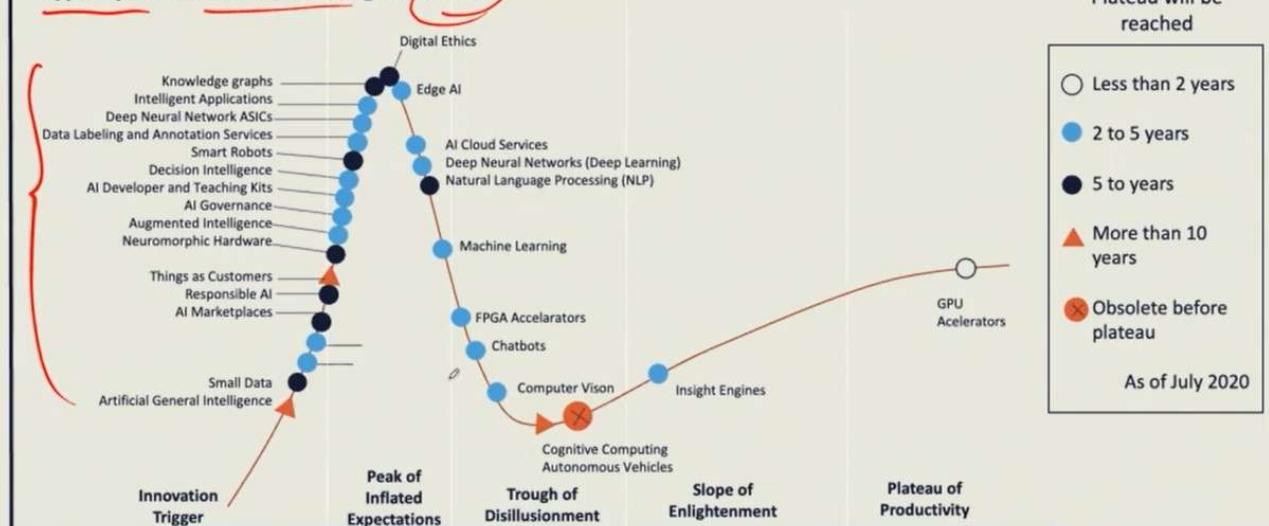 reached
Less than 2 years
2 to 5 years
5 to years
More than 10
years
Obsolete before
plateau
As of July 2020
Digital Ethics
Knowledge graphs
Intelligent Applications
Deep Neural Network ASICs
Data Labeling and Annotation Services
Smart Robots
Decision Intelligence
AI Developer and Teaching Kits
AI Governance
Augmented Intelligence
Neuromorphic Hardware
Things as Customers
Responsible AI
AI Marketplaces
Small Data
Artificial General Intelligence
Edge AI
AI Cloud Services
Deep Neural Networks (Deep Learning)
Natural Language Processing (NLP)
Machine Learning
FPGA Accelarators
Chatbots
Computer Vison
Cognitive Computing
Autonomous Vehicles
Insight Engines
GPU
Acelerators
Innovation
Trigger
Peak of
Inflated
Expectations
Trough of
Disillusionment
Slope of
Enlightenment
Plateau of
Productivity